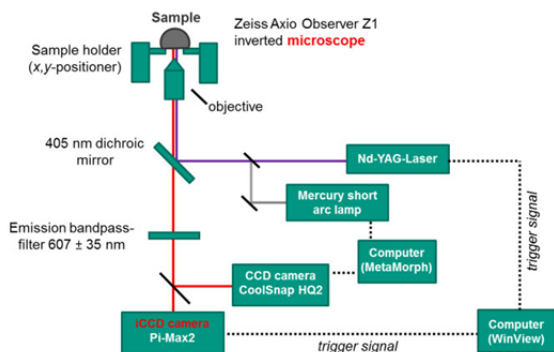 Sample
Zeiss Axio Observer Z1
inverted microscope
Sample holder
(x,y-positioner)
objective
405 nm dichroic
mirror
Nd-YAG-Laser
Mercury short
arc lamp
trigger signal
Emission bandpass-
filter 607 ± 35 nm
Computer
(MetaMorph)
CCD camera
CoolSnap HQ2
iCCD camera
Pi-Max2
trigger signal
Computer
(WinView)